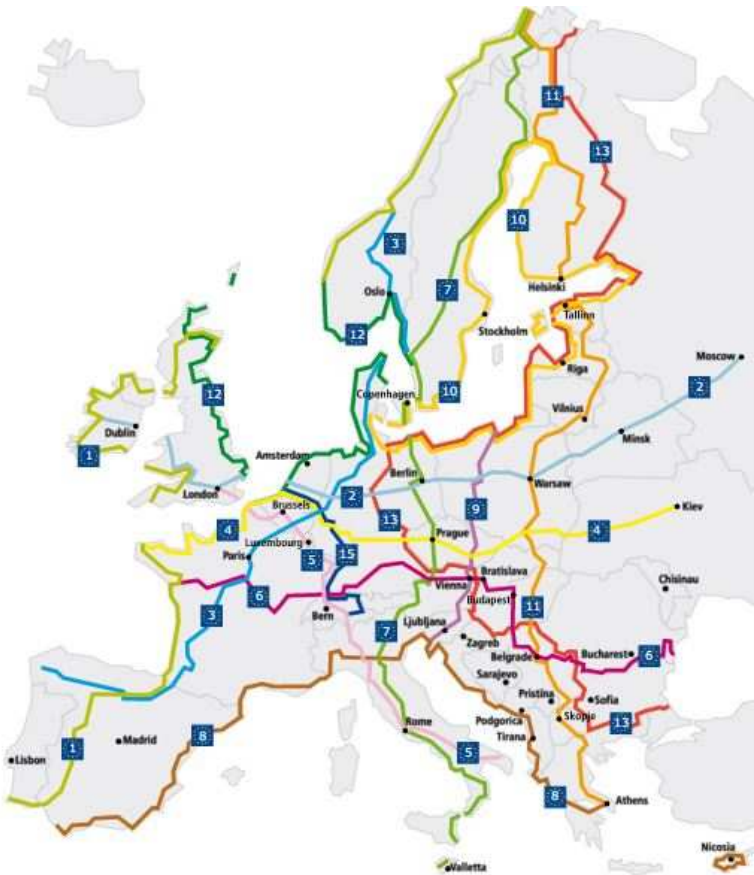 11
13
3
10
7
Oslo
Helsinki
Tallinn
12
Stockholm
Moscow
Riga
12
Copenhagen
10
2
Vilnius
Dublin
Minsk
1
Amsterdam
Berlin
London
2
Warsaw
Brussels
9
Kiev
13
4
4
Prague
Luxembourg
15
Paris
5
Chisinau
Vienna
Bratislava
6
Budapest
3
Bern
11
7
Ljubljana
Zagreb
Bucharest
6
Belgrade
Sarajevo
Pristina
Sofia
Podgorica
Skopje
13
Rome
1
Madrid
8
Tirana
5
Lisbon
8
Athens
Nicosia
Valletta